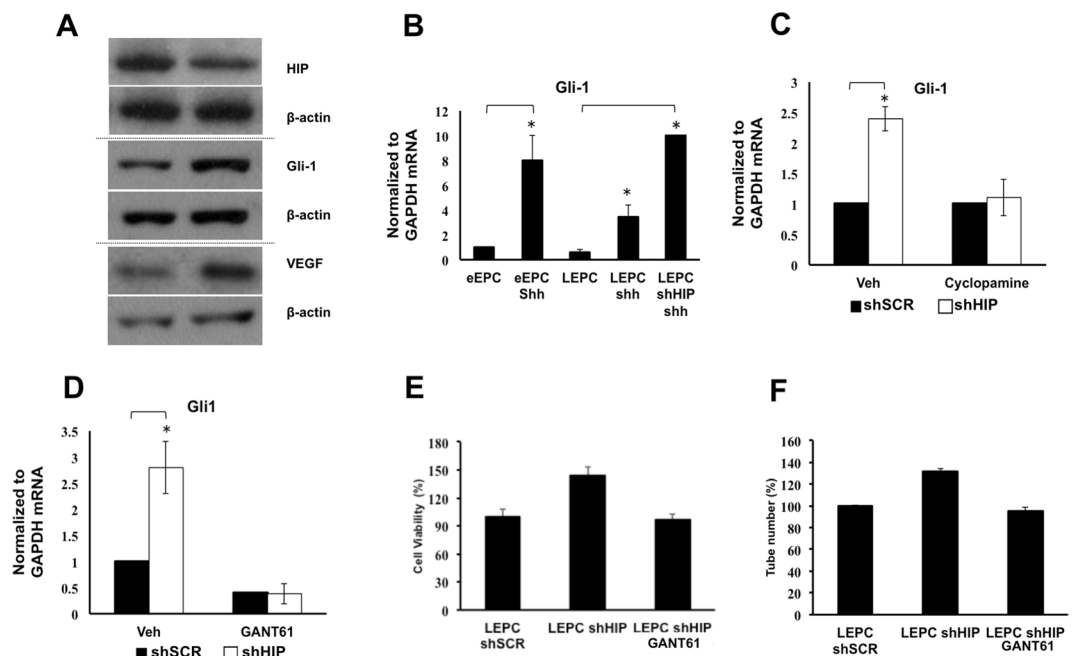 A
HIP
β-actin
Gli-1
β-actin
VEGF
β-actin
B
Gli-1
Normalized to
GAPDH mRNA
12
10
8
6
4
2
0
*
*
*
eEPC
eEPC
Shh
LEPC
LEPC
shh
LEPC
shHIP
shh
C
Gli-1
Normalized to
GAPDH mRNA
3
2.5
2
1.5
1
0.5
0
*
Veh
Cyclopamine
shSCR
shHIP
D
Gli1
Normalized to
GAPDH mRNA
3.5
3
2.5
2
1.5
1
0.5
0
*
Veh
GANT61
shSCR
shHIP
E
Cell Viability (%)
180
150
120
90
60
30
0
LEPC
shSCR
LEPC shHIP
LEPC shHIP
GANT61
F
Tube number (%)
160
140
120
100
80
60
40
20
0
LEPC
shSCR
LEPC shHIP
LEPC shHIP
GANT61